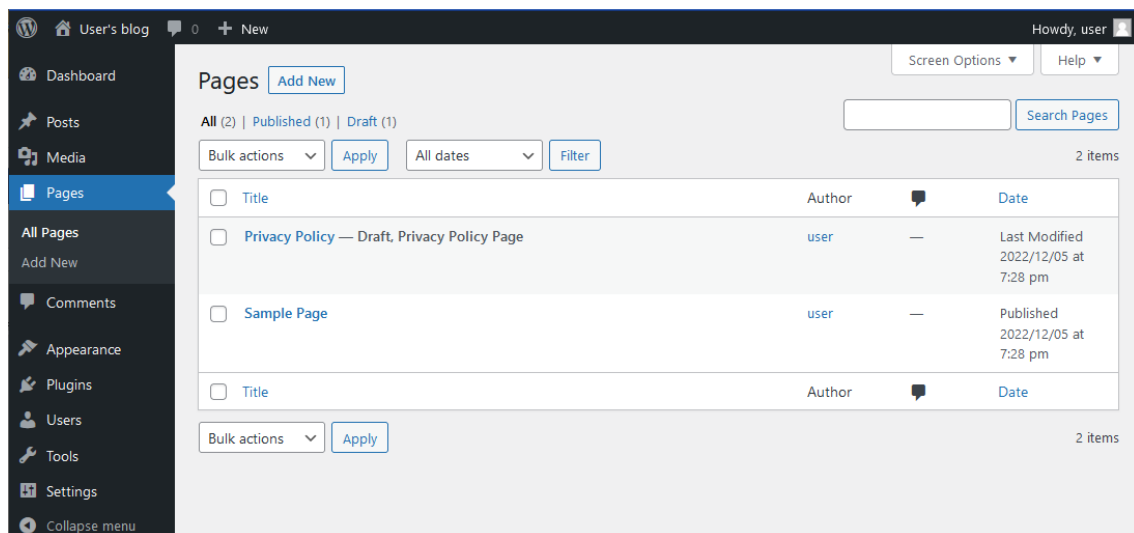 User's blog 0 + New Howdy, user
Dashboard
Posts
Media
Pages
All Pages
Add New
Comments
Appearance
Plugins
Users
Tools
Settings
Collapse menu
Screen Options ▼ Help ▼
Pages Add New
All (2) | Published (1) | Draft (1)
Search Pages
Bulk actions Apply All dates Filter 2 items
Title Author Date
Privacy Policy — Draft, Privacy Policy Page user — Last Modified
2022/12/05 at
7:28 pm
Sample Page user — Published
2022/12/05 at
7:28 pm
Title Author Date
Bulk actions Apply 2 items